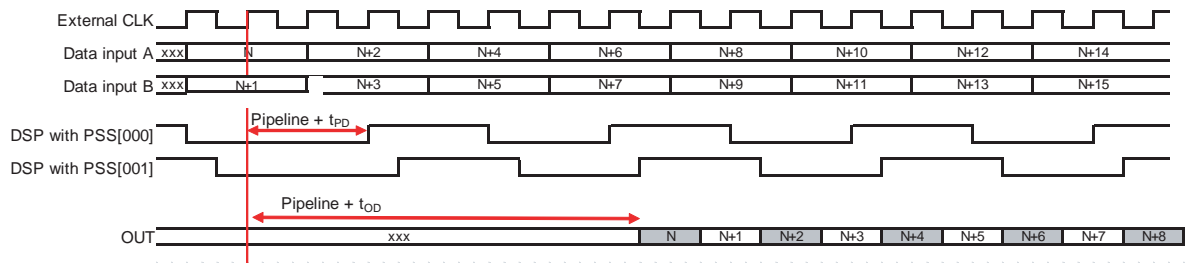 External CLK
Data input A xxx N N+2 N+4 N+6 N+8 N+10 N+12 N+14
Data input B xxx N+1 N+3 N+5 N+7 N+9 N+11 N+13 N+15
Pipeline + tPD
DSP with PSS[000]
DSP with PSS[001]
Pipeline + tOD
OUT xxx N N+1 N+2 N+3 N+4 N+5 N+6 N+7 N+8